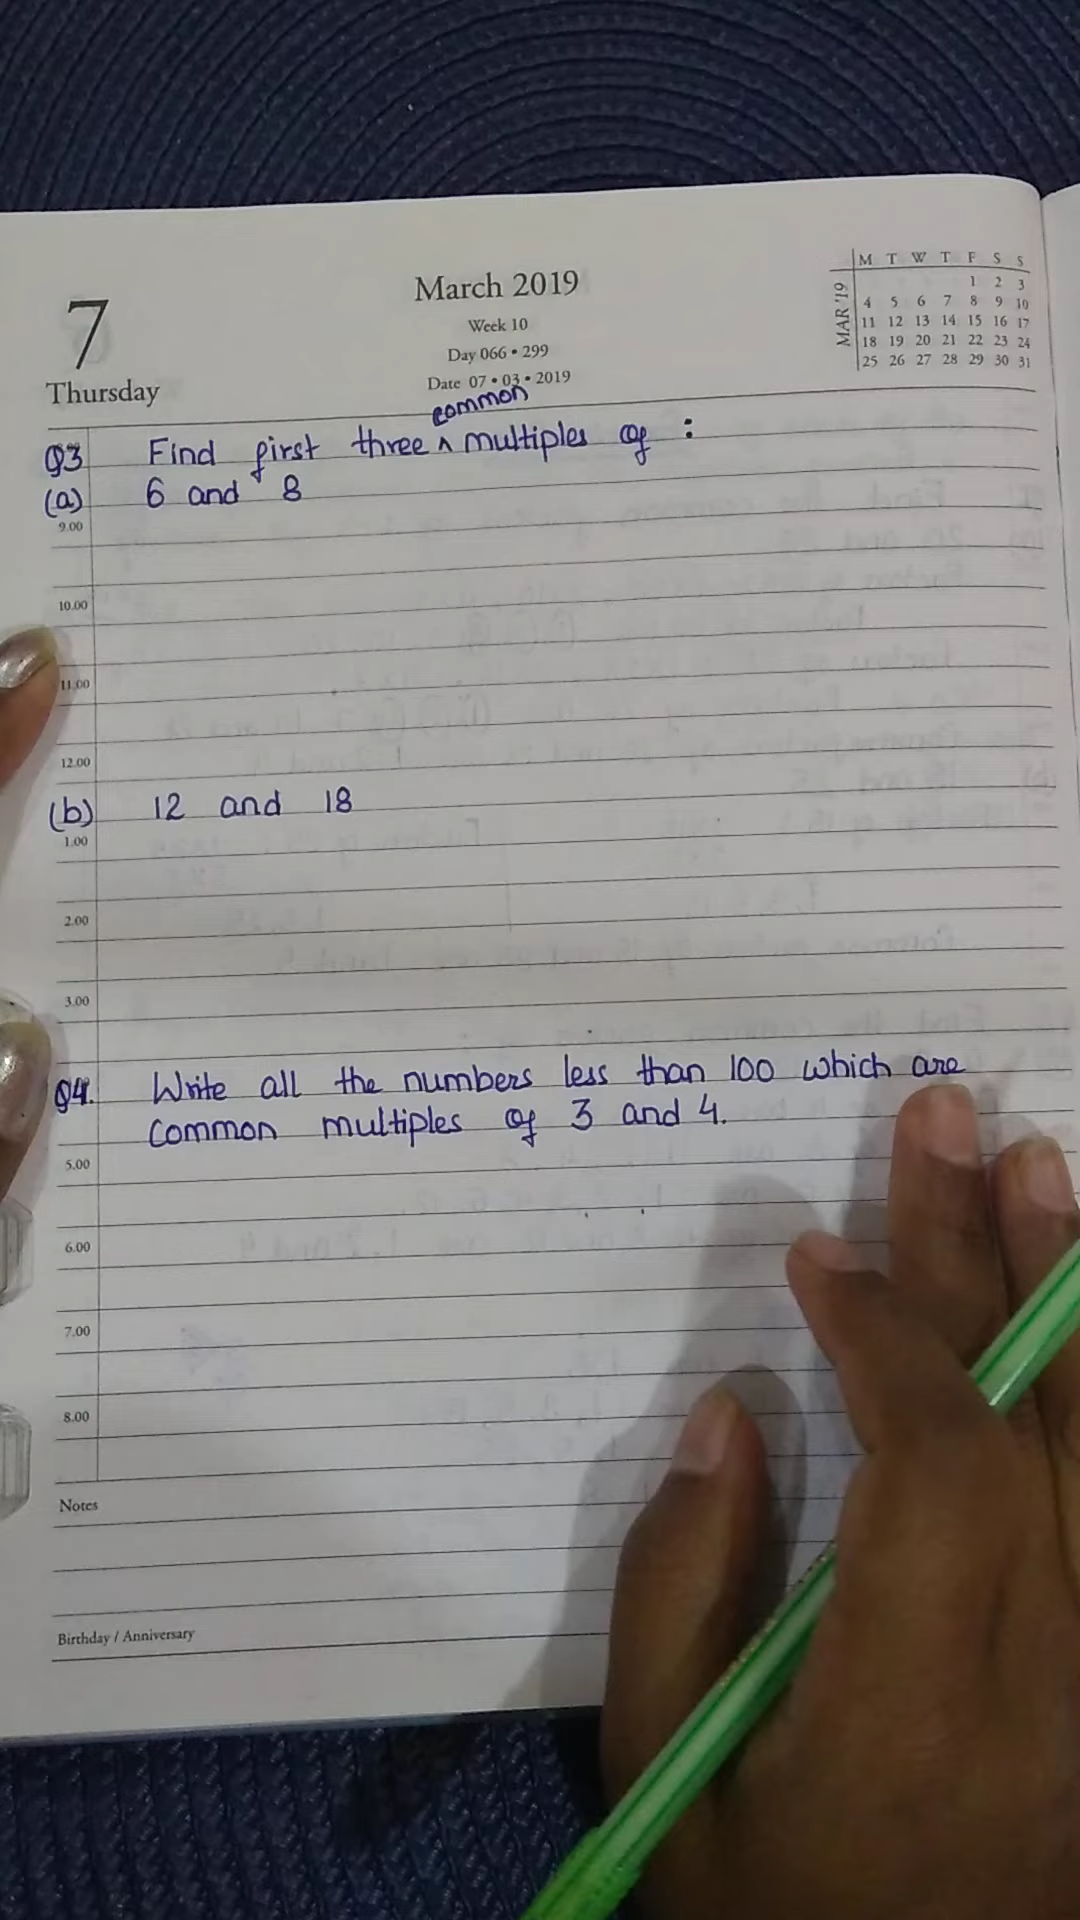 7
Thursday
March 2019
Week 10
Day 066 • 299
Date 07 • 03 • 2019
MAR '19
M T W T F S S
1 2 3
4 5 6 7 8 9 10
11 12 13 14 15 16 17
18 19 20 21 22 23 24
25 26 27 28 29 30 31
common
Q3 Find first three ^ multiples of :
(a) 6 and 8
9.00
10.00
11.00
12.00
(b) 12 and 18
1.00
2.00
3.00
Q4. Write all the numbers less than 100 which are
common multiples of 3 and 4.
5.00
6.00
7.00
8.00
Notes
Birthday / Anniversary